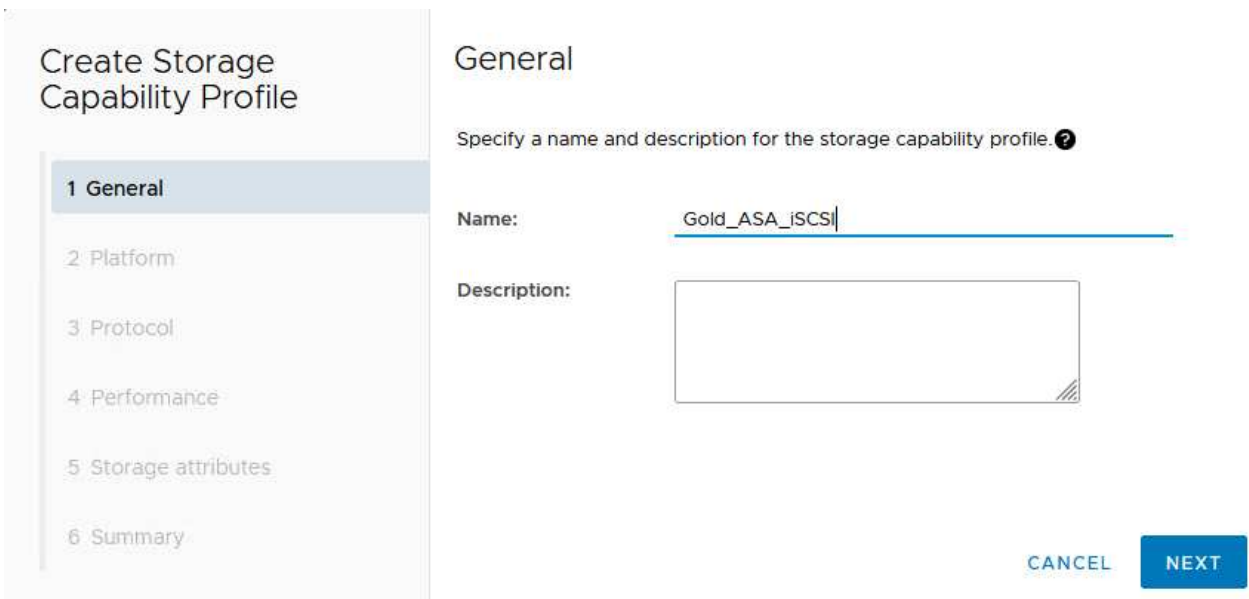 Create Storage
Capability Profile
1 General
2 Platform
3 Protocol
4 Performance
5 Storage attributes
6 Summary
General
Specify a name and description for the storage capability profile.?
Name: Gold_ASA_iSCSI
Description:
CANCEL NEXT